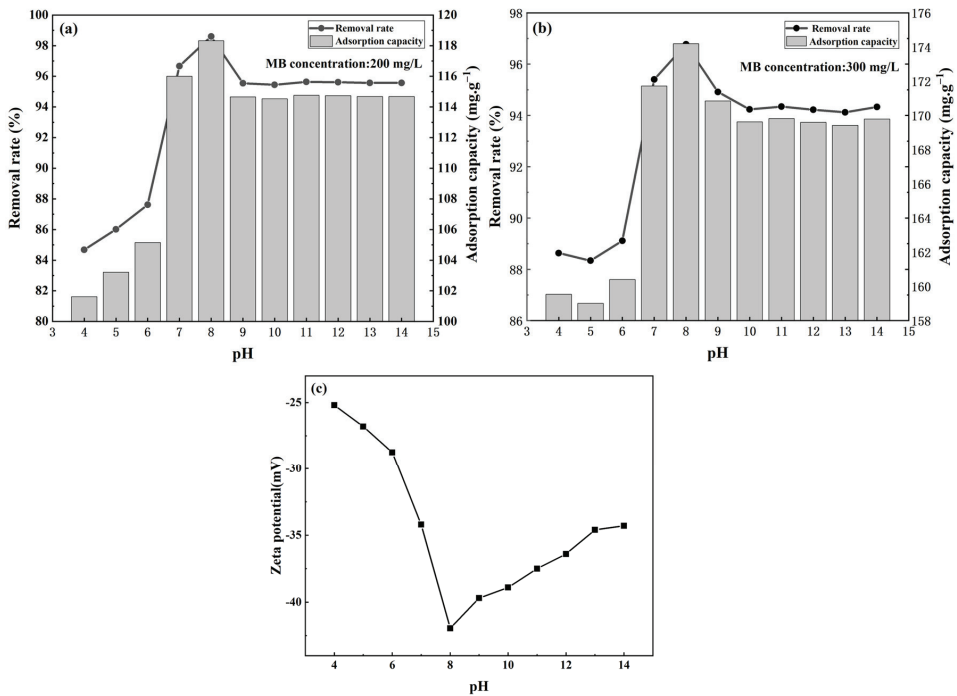 (a)
Removal rate
Adsorption capacity
MB concentration:200 mg/L
100
98
96
94
92
90
88
86
84
82
80
Removal rate (%)
120
118
116
114
112
110
108
106
104
102
100
Adsorption capacity (mg.g⁻¹)
3 4 5 6 7 8 9 10 11 12 13 14 15
pH
(b)
Removal rate
Adsorption capacity
MB concentration:300 mg/L
98
96
94
92
90
88
86
Removal rate (%)
176
174
172
170
168
166
164
162
160
158
Adsorption capacity (mg.g⁻¹)
3 4 5 6 7 8 9 10 11 12 13 14 15
pH
(c)
-25
-30
-35
-40
Zeta potential(mV)
4 6 8 10 12 14
pH